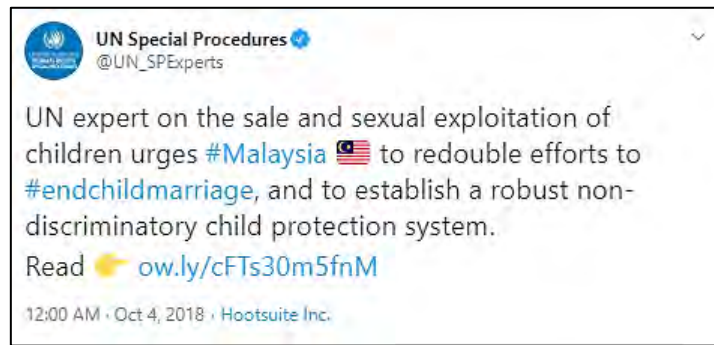 UN Special Procedures
@UN_SPExperts
UN expert on the sale and sexual exploitation of
children urges #Malaysia 🇲🇾 to redouble efforts to
#endchildmarriage, and to establish a robust non-
discriminatory child protection system.
Read 👉 ow.ly/cFTs30m5fnM
12:00 AM · Oct 4, 2018 · Hootsuite Inc.